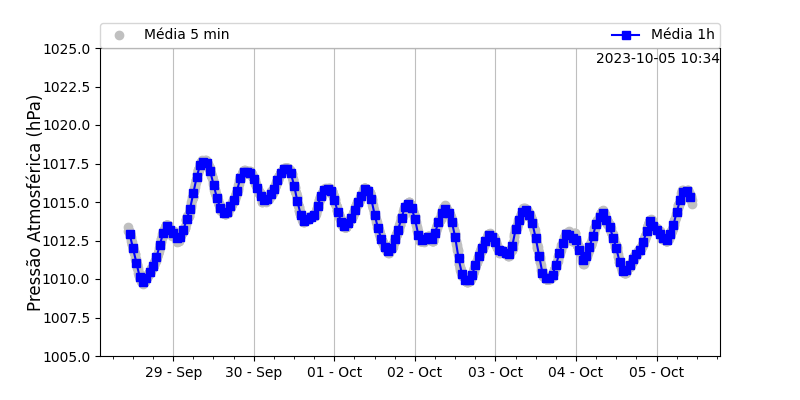 Média 5 min
Média 1h
2023-10-05 10:34
Pressão Atmosférica (hPa)
1025.0
1022.5
1020.0
1017.5
1015.0
1012.5
1010.0
1007.5
1005.0
29 - Sep
30 - Sep
01 - Oct
02 - Oct
03 - Oct
04 - Oct
05 - Oct